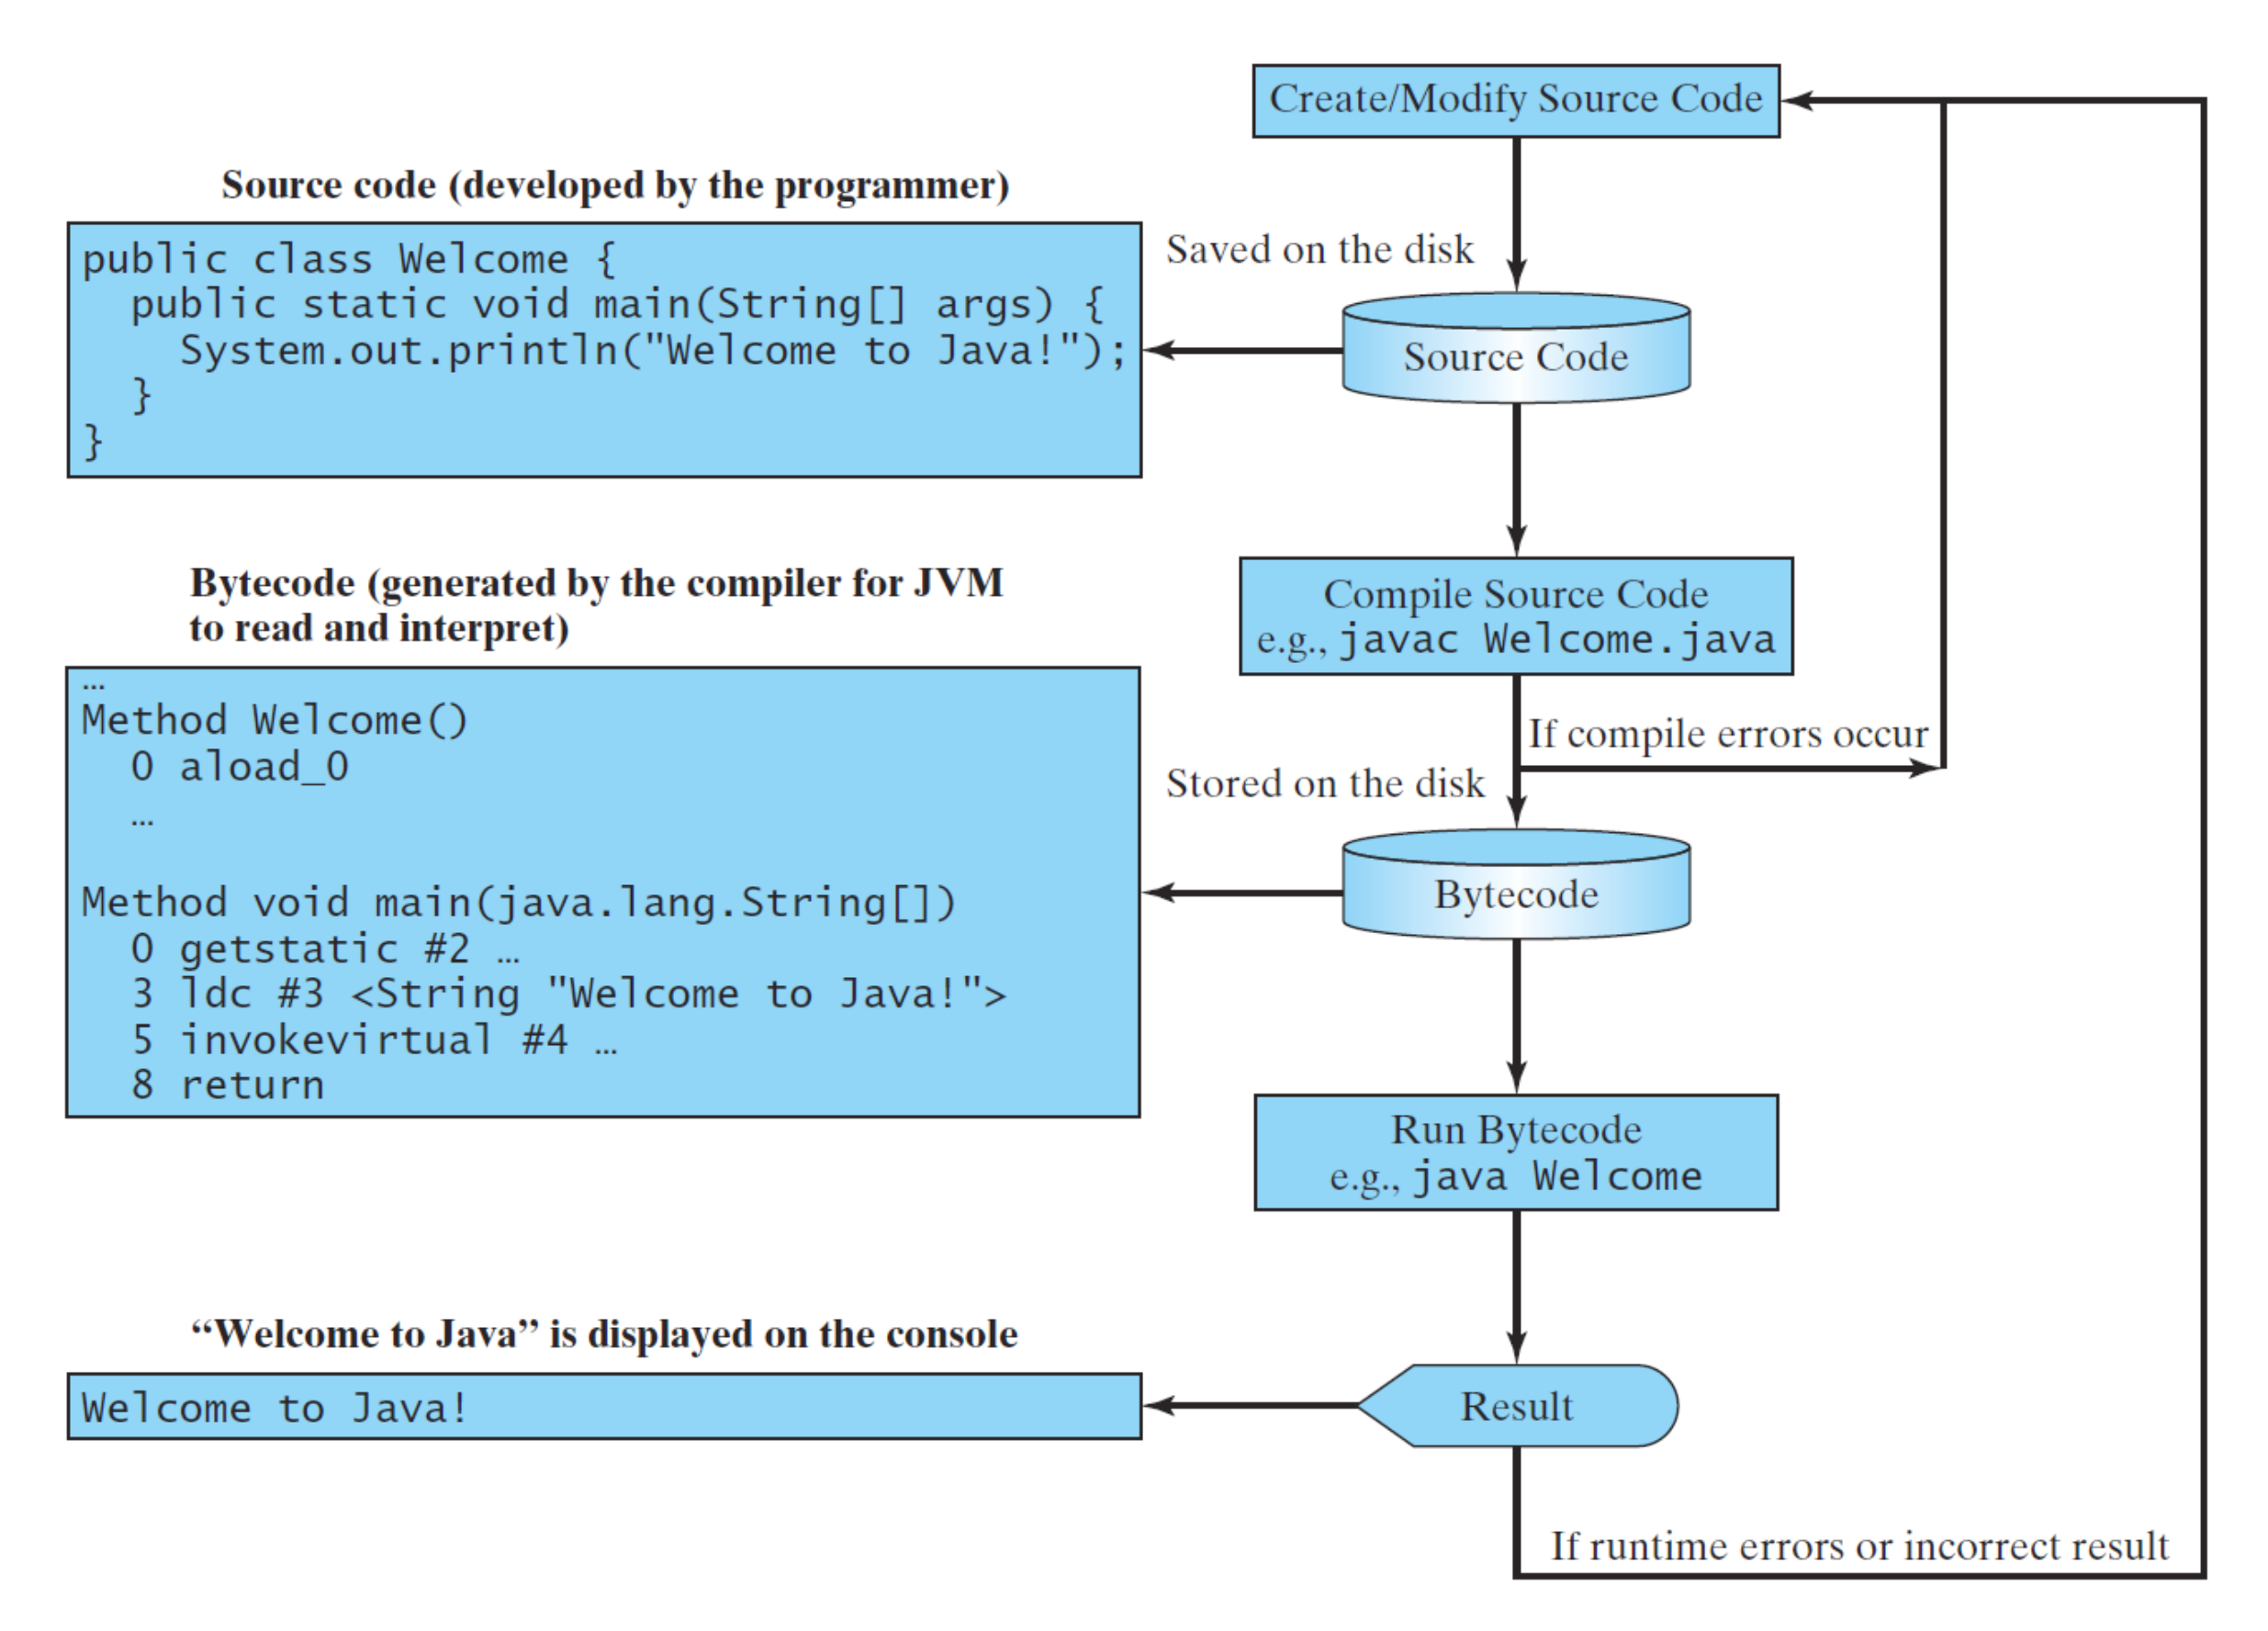 Create/Modify Source Code
Source code (developed by the programmer)
public class Welcome {
  public static void main(String[] args) {
    System.out.println("Welcome to Java!");
  }
}
Saved on the disk
Source Code
Compile Source Code
e.g., javac Welcome.java
If compile errors occur
Bytecode (generated by the compiler for JVM
to read and interpret)
…
Method Welcome()
  0 aload_0
  …
Method void main(java.lang.String[])
  0 getstatic #2 …
  3 ldc #3 <String "Welcome to Java!">
  5 invokevirtual #4 …
  8 return
Stored on the disk
Bytecode
Run Bytecode
e.g., java Welcome
“Welcome to Java” is displayed on the console
Welcome to Java!
Result
If runtime errors or incorrect result